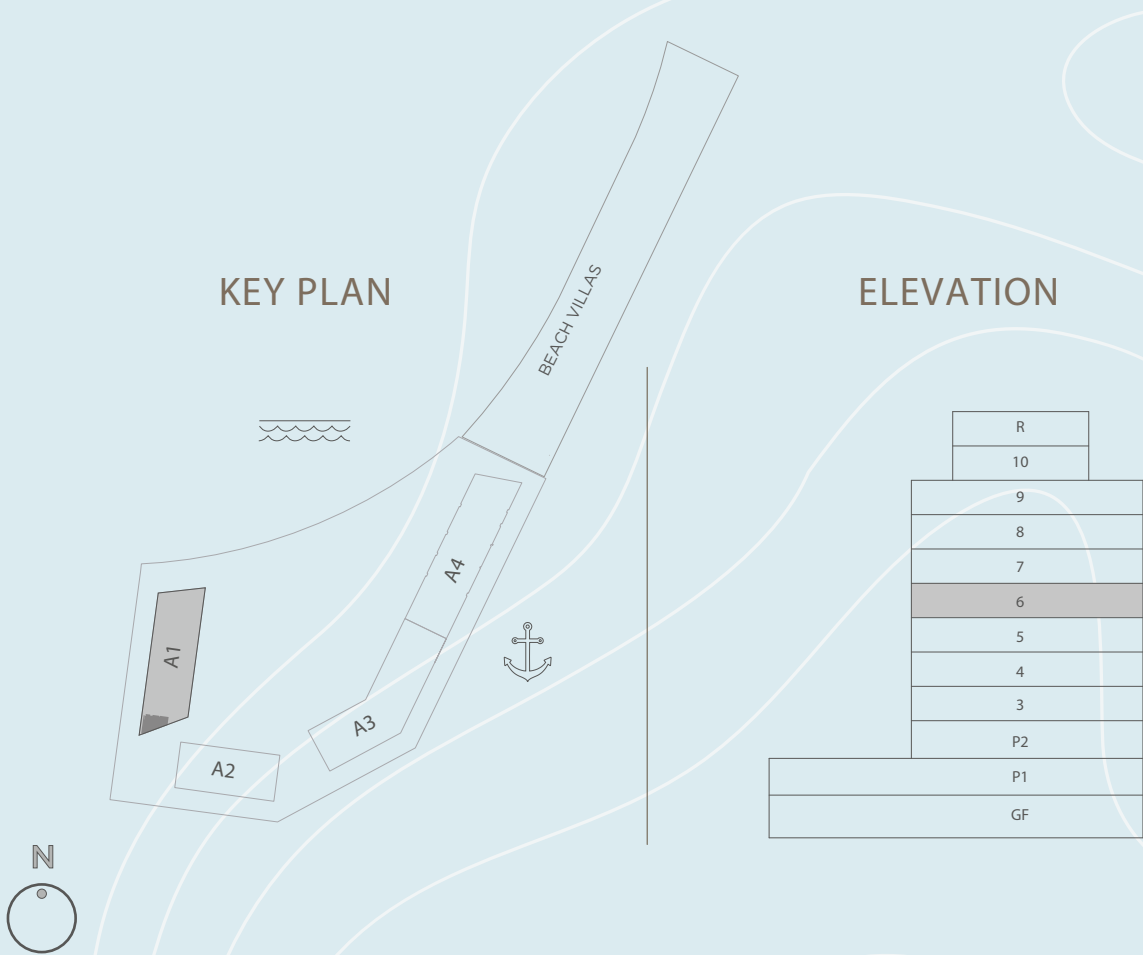 KEY PLAN
BEACH VILLAS
A4
A1
A3
A2
N
ELEVATION
R
10
9
8
7
6
5
4
3
P2
P1
GF